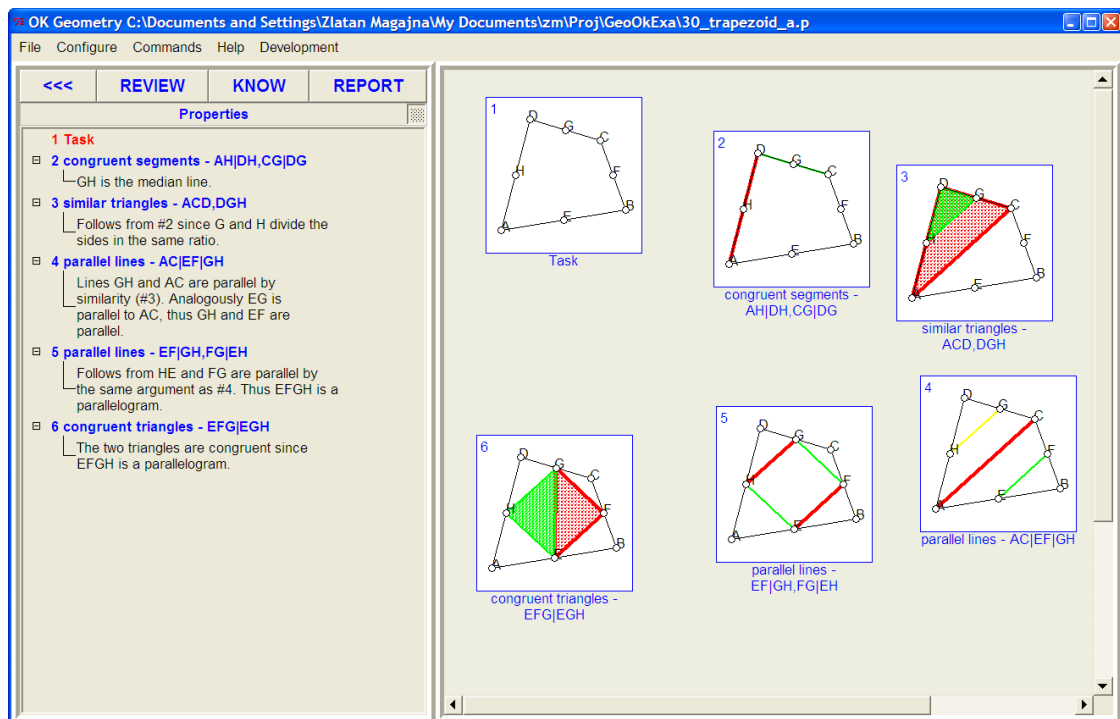 OK Geometry C:\Documents and Settings\Zlatan Magajna\My Documents\zm\Proj\GeoOkExa\30_trapezoid_a.p
File Configure Commands Help Development
<<< REVIEW KNOW REPORT
Properties
1 Task
2 congruent segments - AH|DH,CG|DG
GH is the median line.
3 similar triangles - ACD,DGH
Follows from #2 since G and H divide the
sides in the same ratio.
4 parallel lines - AC|EF|GH
Lines GH and AC are parallel by
similarity (#3). Analogously EG is
parallel to AC, thus GH and EF are
parallel.
5 parallel lines - EF|GH,FG|EH
Follows from HE and FG are parallel by
the same argument as #4. Thus EFGH is a
parallelogram.
6 congruent triangles - EFG|EGH
The two triangles are congruent since
EFGH is a parallelogram.
1
D
G
C
H
F
B
E
A
Task
2
D
G
C
H
F
B
E
A
congruent segments -
AH|DH,CG|DG
3
D
G
C
H
F
B
E
A
similar triangles -
ACD,DGH
4
D
G
C
H
F
B
E
A
parallel lines - AC|EF|GH
5
D
G
C
H
F
B
E
A
parallel lines -
EF|GH,FG|EH
6
D
G
C
H
F
B
E
A
congruent triangles -
EFG|EGH